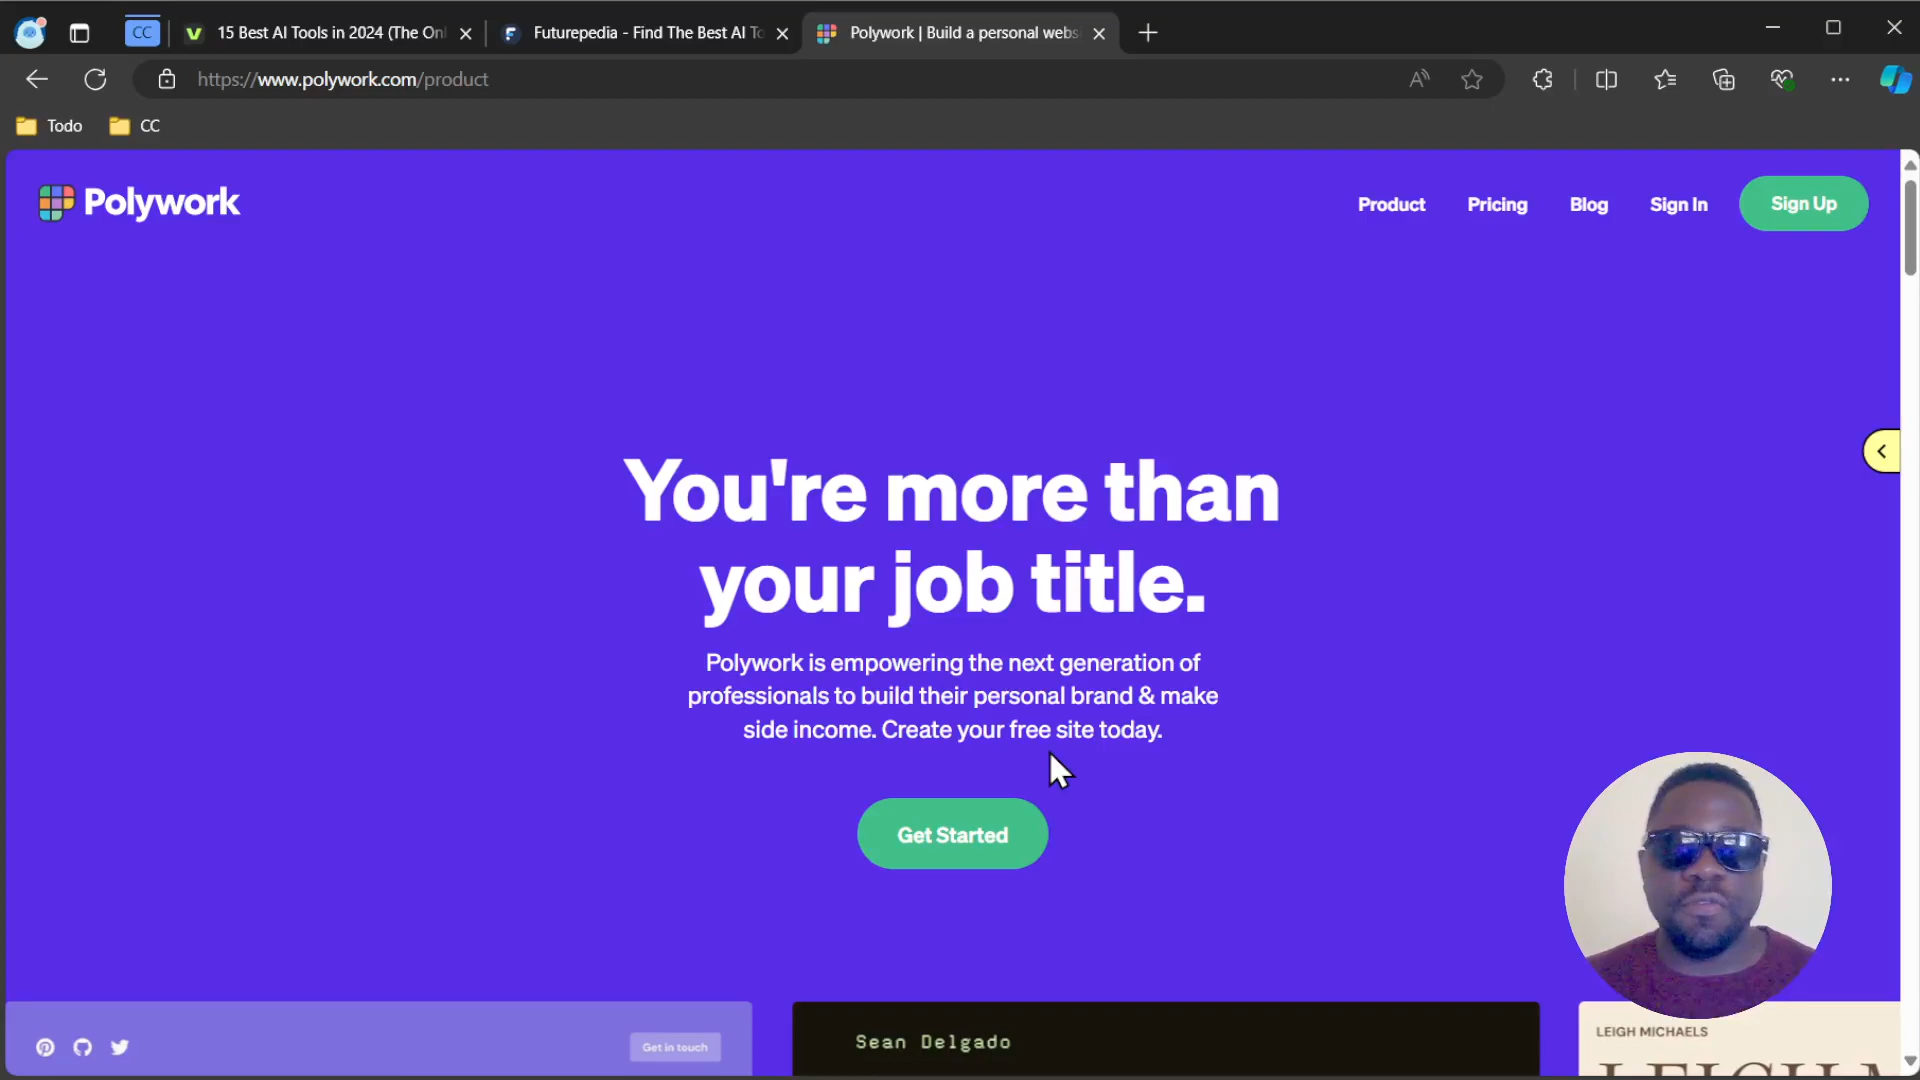 CC
15 Best AI Tools in 2024 (The Onl
Futurepedia - Find The Best AI To
Polywork | Build a personal webs
https://www.polywork.com/product
Todo
CC
Polywork
Product
Pricing
Blog
Sign In
Sign Up
You're more than
your job title.
Polywork is empowering the next generation of
professionals to build their personal brand & make
side income. Create your free site today.
Get Started
Get in touch
Sean Delgado
LEIGH MICHAELS